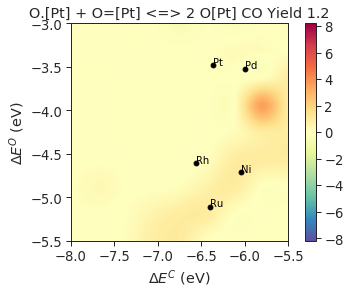 O.[Pt] + O=[Pt] <=> 2 O[Pt] CO Yield 1.2
−3.0
−3.5
−4.0
−4.5
−5.0
−5.5
ΔE^O (eV)
Pt
Pd
Rh
Ni
Ru
−8.0 −7.5 −7.0 −6.5 −6.0 −5.5
ΔE^C (eV)
8
6
4
2
0
−2
−4
−6
−8